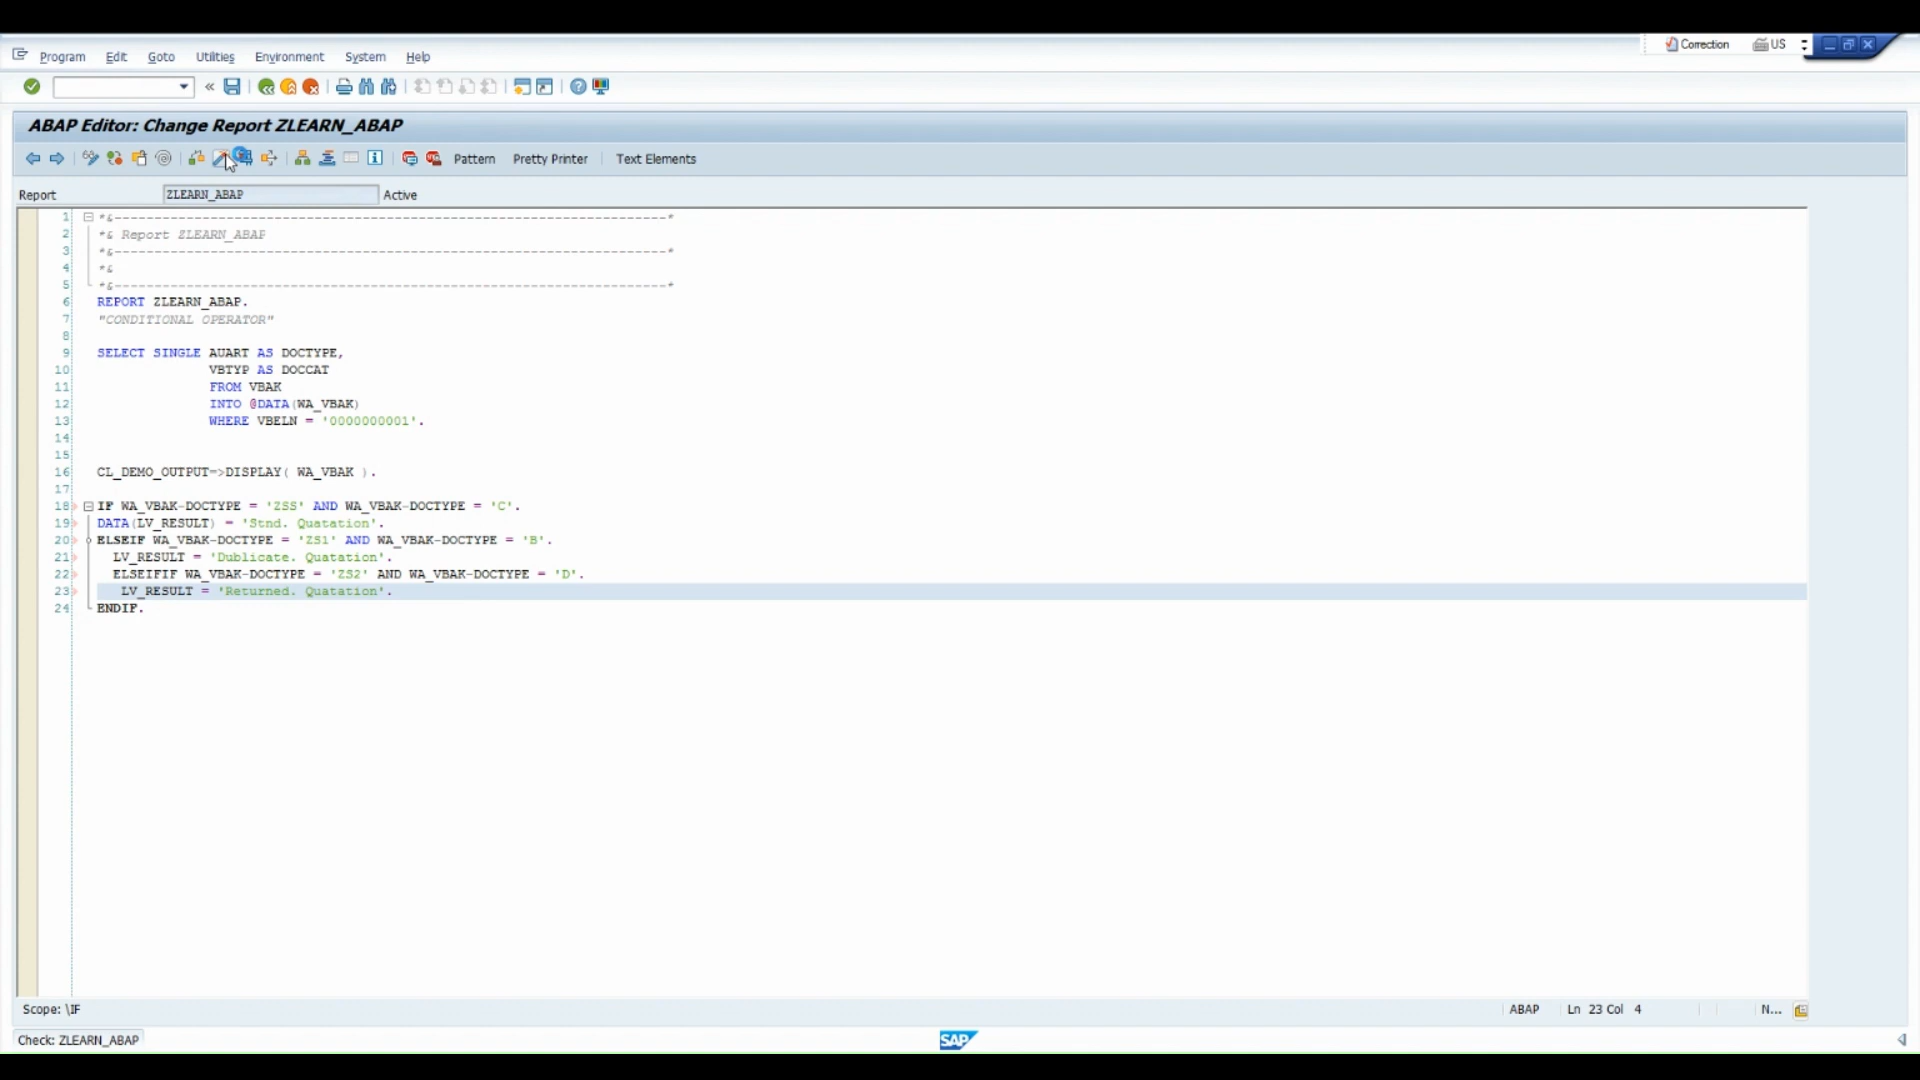 Correction US
Program Edit Goto Utilities Environment System Help
ABAP Editor: Change Report ZLEARN_ABAP
Pattern Pretty Printer Text Elements
Report ZLEARN_ABAP Active
1 *&---------------------------------------------------------------------*
2 *& Report ZLEARN_ABAP
3 *&---------------------------------------------------------------------*
4 *&
5 *&---------------------------------------------------------------------*
6 REPORT ZLEARN_ABAP.
7 "CONDITIONAL OPERATOR"
8
9 SELECT SINGLE AUART AS DOCTYPE,
10 VBTYP AS DOCCAT
11 FROM VBAK
12 INTO @DATA(WA_VBAK)
13 WHERE VBELN = '0000000001'.
14
15
16 CL_DEMO_OUTPUT=>DISPLAY( WA_VBAK ).
17
18 IF WA_VBAK-DOCTYPE = 'ZSS' AND WA_VBAK-DOCTYPE = 'C'.
19 DATA(LV_RESULT) = 'Stnd. Quatation'.
20 ELSEIF WA_VBAK-DOCTYPE = 'ZS1' AND WA_VBAK-DOCTYPE = 'B'.
21 LV_RESULT = 'Dublicate. Quatation'.
22 ELSEIFIF WA_VBAK-DOCTYPE = 'ZS2' AND WA_VBAK-DOCTYPE = 'D'.
23 LV_RESULT = 'Returned. Quatation'.
24 ENDIF.
Scope: \IF ABAP Ln 23 Col 4 N...
Check: ZLEARN_ABAP SAP